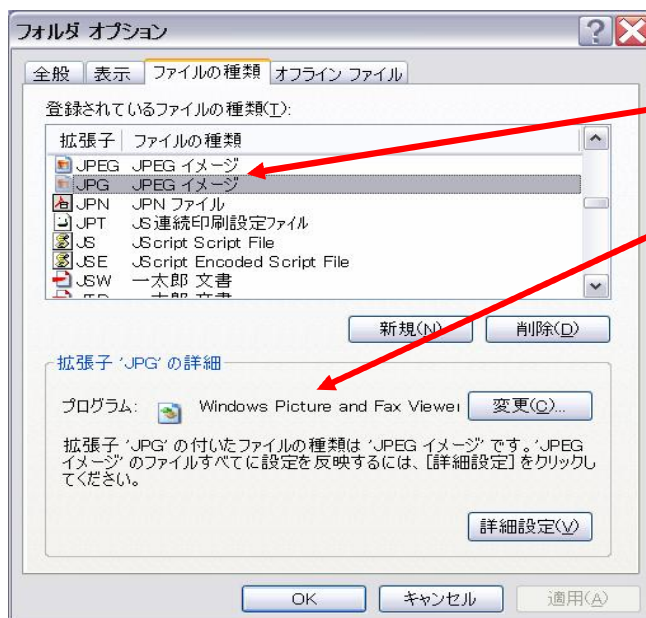 フォルダ オプション
全般 表示 ファイルの種類 オフライン ファイル
登録されているファイルの種類(T):
拡張子 ファイルの種類
JPEG JPEG イメージ
JPG JPEG イメージ
JPN JPN ファイル
JPT JS連続印刷設定ファイル
JS JScript Script File
JSE JScript Encoded Script File
JSW 一太郎 文書
新規(N) 削除(D)
拡張子 'JPG' の詳細
プログラム: Windows Picture and Fax Viewer 変更(C)...
拡張子 'JPG' の付いたファイルの種類は 'JPEG イメージ' です。'JPEG
イメージ' のファイルすべてに設定を反映するには、[詳細設定] をクリックし
てください。
詳細設定(V)
OK キャンセル 適用(A)